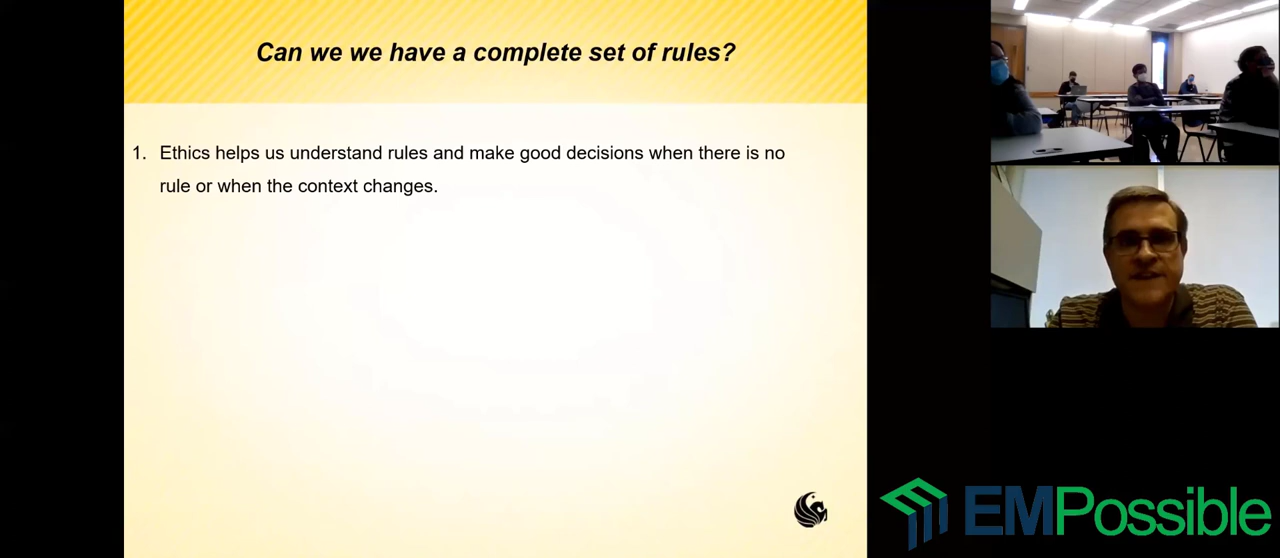 Can we we have a complete set of rules?
1. Ethics helps us understand rules and make good decisions when there is no
rule or when the context changes.
EMPossible